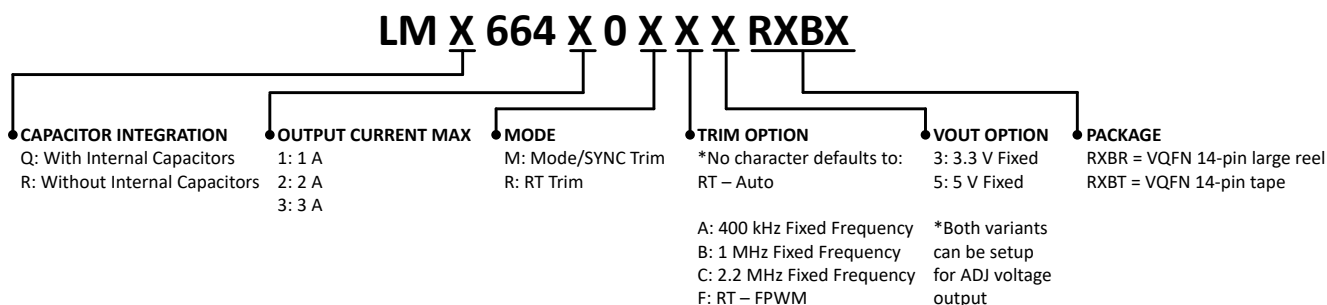 LM X 664 X 0 X X X RXBX
CAPACITOR INTEGRATION
Q: With Internal Capacitors
R: Without Internal Capacitors
OUTPUT CURRENT MAX
1: 1 A
2: 2 A
3: 3 A
MODE
M: Mode/SYNC Trim
R: RT Trim
TRIM OPTION
*No character defaults to:
RT – Auto
A: 400 kHz Fixed Frequency
B: 1 MHz Fixed Frequency
C: 2.2 MHz Fixed Frequency
F: RT – FPWM
VOUT OPTION
3: 3.3 V Fixed
5: 5 V Fixed
*Both variants
can be setup
for ADJ voltage
output
PACKAGE
RXBR = VQFN 14-pin large reel
RXBT = VQFN 14-pin tape